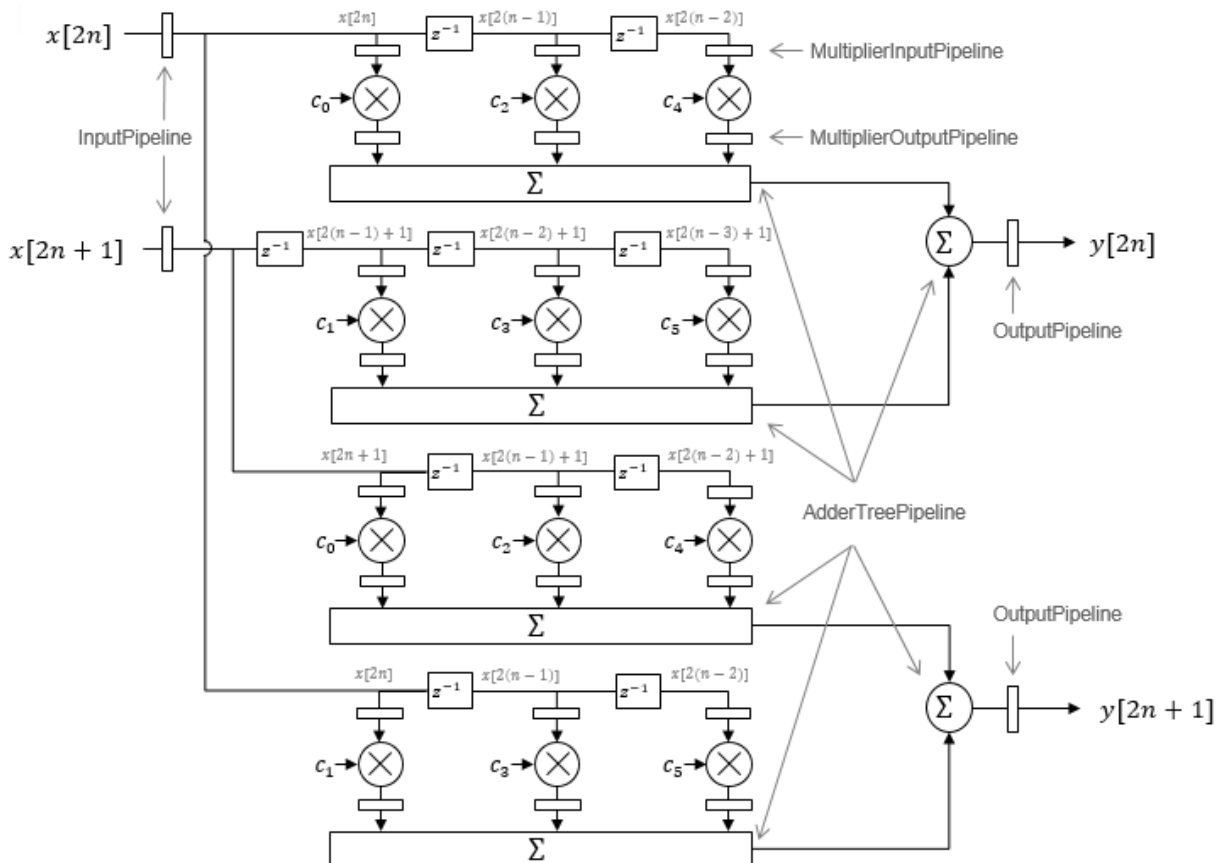 x[2n]
x[2n] z⁻¹ x[2(n−1)] z⁻¹ x[2(n−2)]
MultiplierInputPipeline
c₀ c₂ c₄
InputPipeline
MultiplierOutputPipeline
Σ
x[2n + 1]
z⁻¹ x[2(n−1) + 1] z⁻¹ x[2(n−2) + 1] z⁻¹ x[2(n−3) + 1]
Σ
y[2n]
c₁ c₃ c₅
OutputPipeline
Σ
x[2n + 1] z⁻¹ x[2(n−1) + 1] z⁻¹ x[2(n−2) + 1]
AdderTreePipeline
c₀ c₂ c₄
Σ
OutputPipeline
x[2n] z⁻¹ x[2(n−1)] z⁻¹ x[2(n−2)]
Σ
y[2n + 1]
c₁ c₃ c₅
Σ